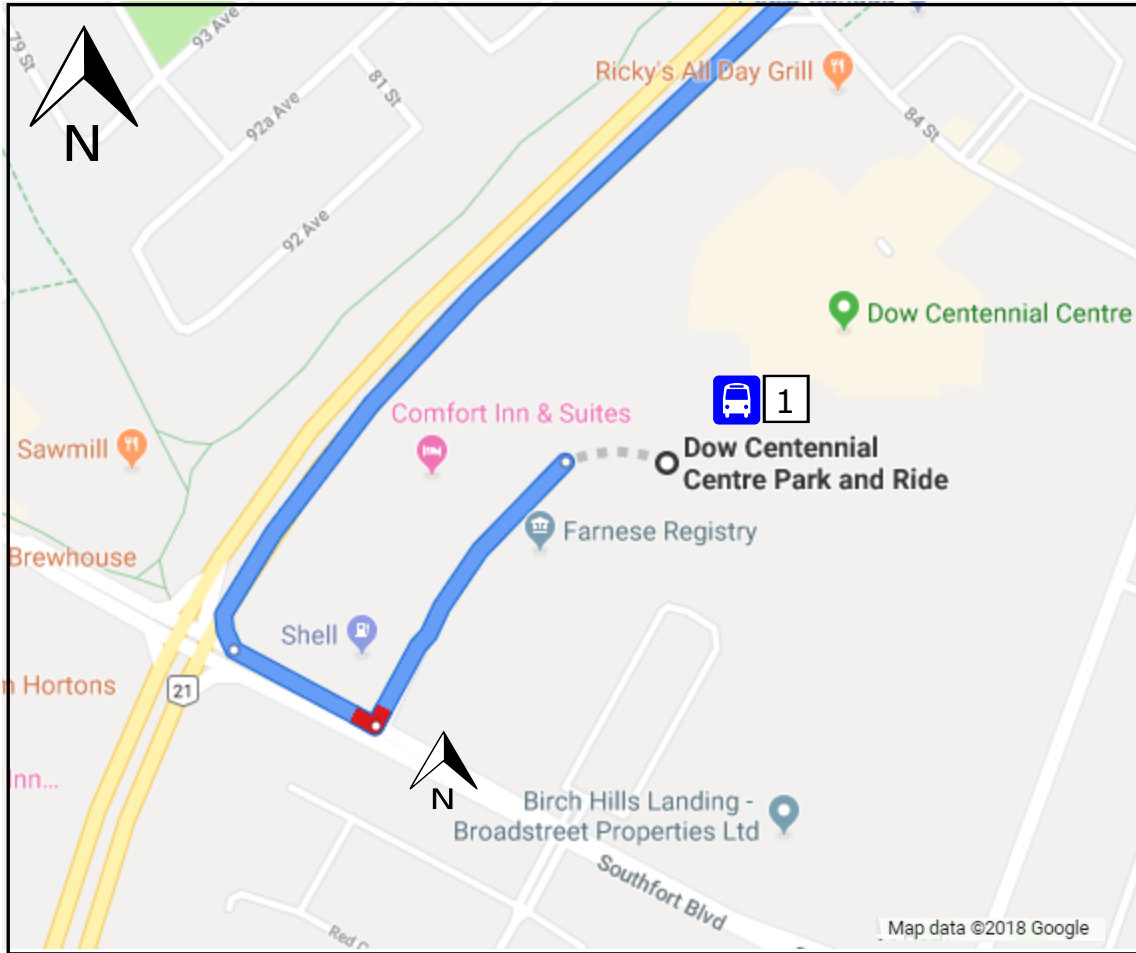 79 St
93 Ave
N
92a Ave
81 St
92 Ave
Ricky's All Day Grill
84 St
Dow Centennial Centre
1
Comfort Inn & Suites
Dow Centennial
Centre Park and Ride
Sawmill
Farnese Registry
Brewhouse
Shell
Hortons
21
Inn...
N
Birch Hills Landing -
Broadstreet Properties Ltd
Southfort Blvd
Red
Map data ©2018 Google